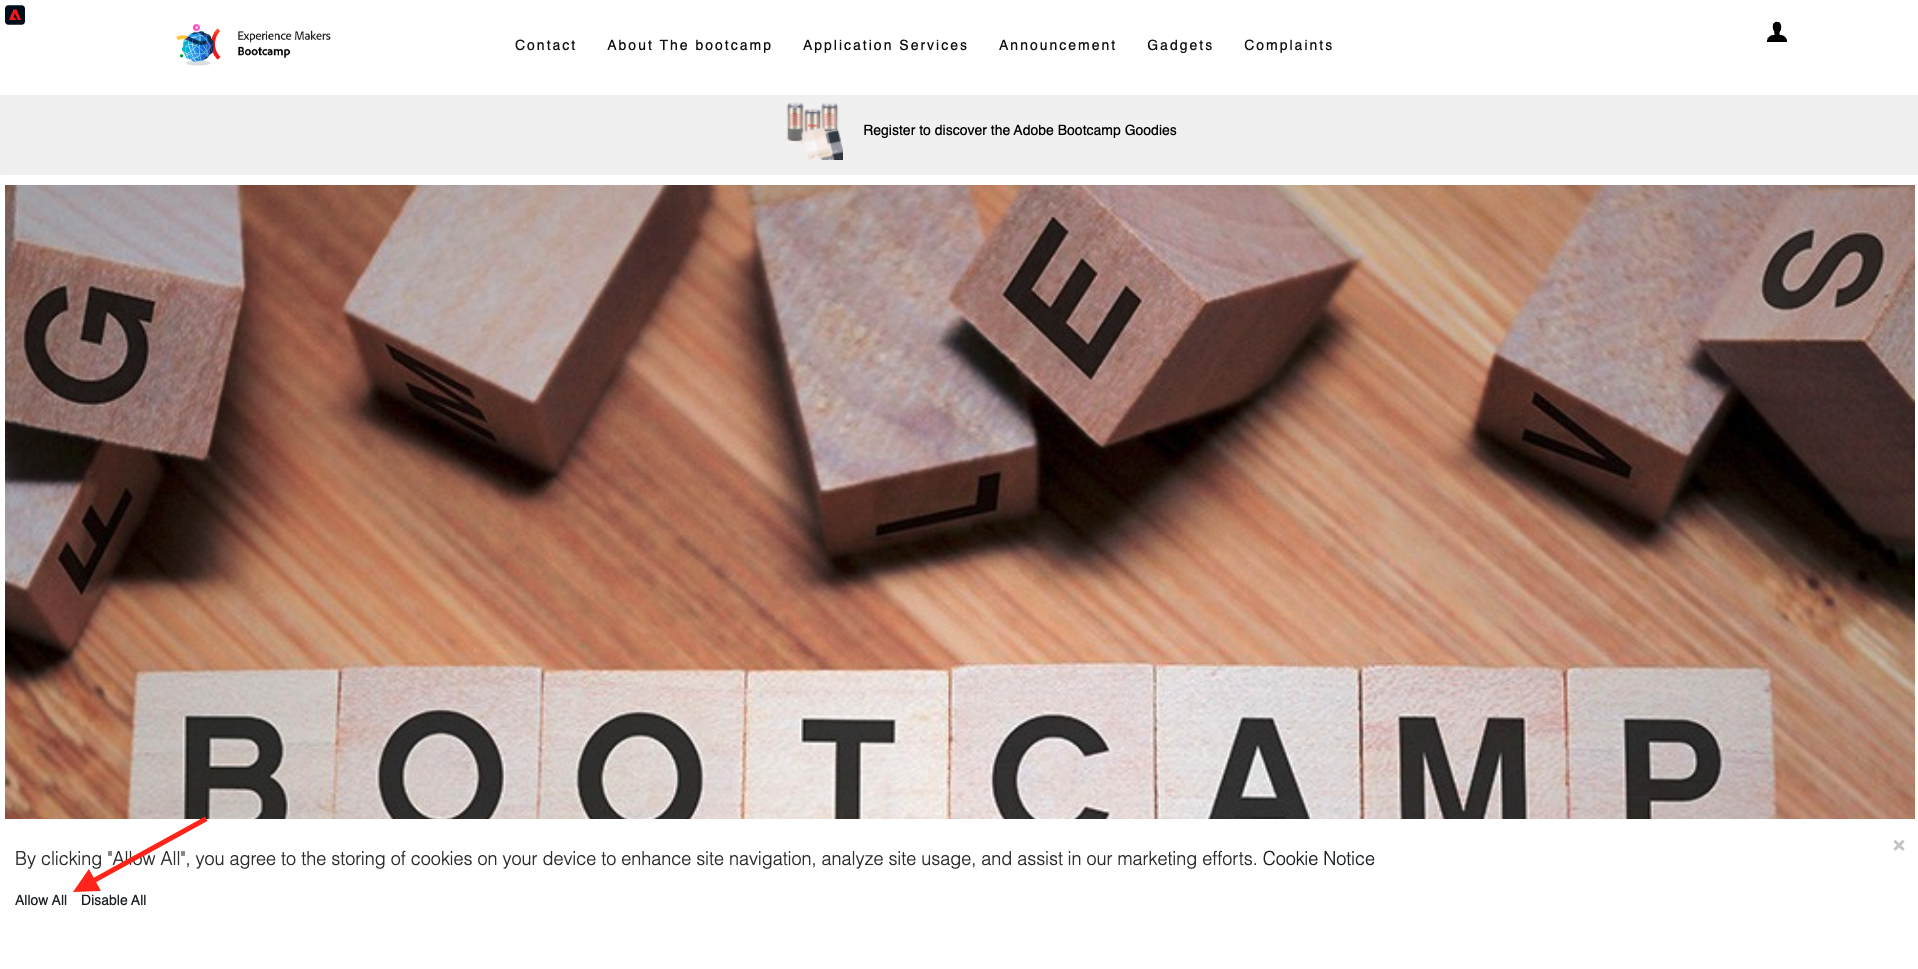 Experience Makers
Bootcamp
Contact About The bootcamp Application Services Announcement Gadgets Complaints
Register to discover the Adobe Bootcamp Goodies
G M E V S
F L
BOOTCAMP
By clicking "Allow All", you agree to the storing of cookies on your device to enhance site navigation, analyze site usage, and assist in our marketing efforts. Cookie Notice
Allow All Disable All